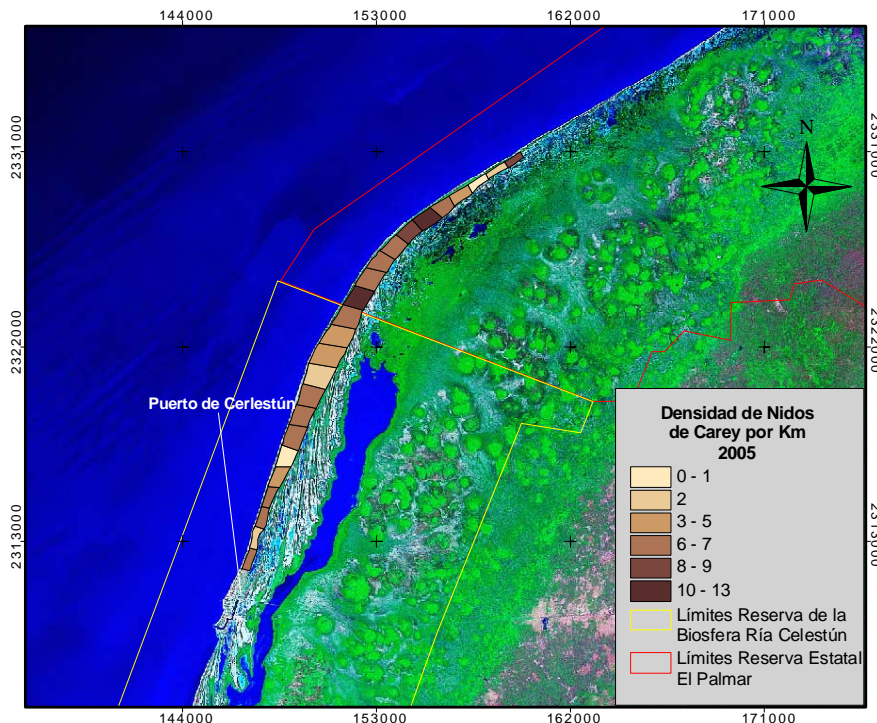 144000 153000 162000 171000
2331000 2331000
N
2322000 2322000
Puerto de Cerlestún
Densidad de Nidos
de Carey por Km
2005
0 - 1
2
3 - 5
6 - 7
8 - 9
10 - 13
Límites Reserva de la
Biosfera Ría Celestún
Límites Reserva Estatal
El Palmar
2313000 2313000
144000 153000 162000 171000